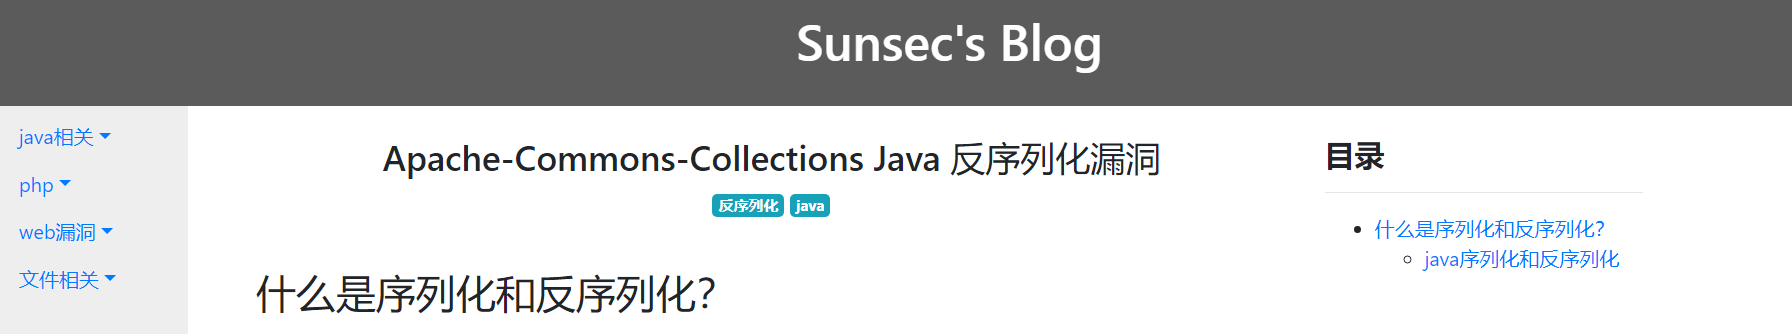 Sunsec's Blog
java相关
php
web漏洞
文件相关
Apache-Commons-Collections Java 反序列化漏洞
反序列化 java
什么是序列化和反序列化？
目录
什么是序列化和反序列化？
java序列化和反序列化